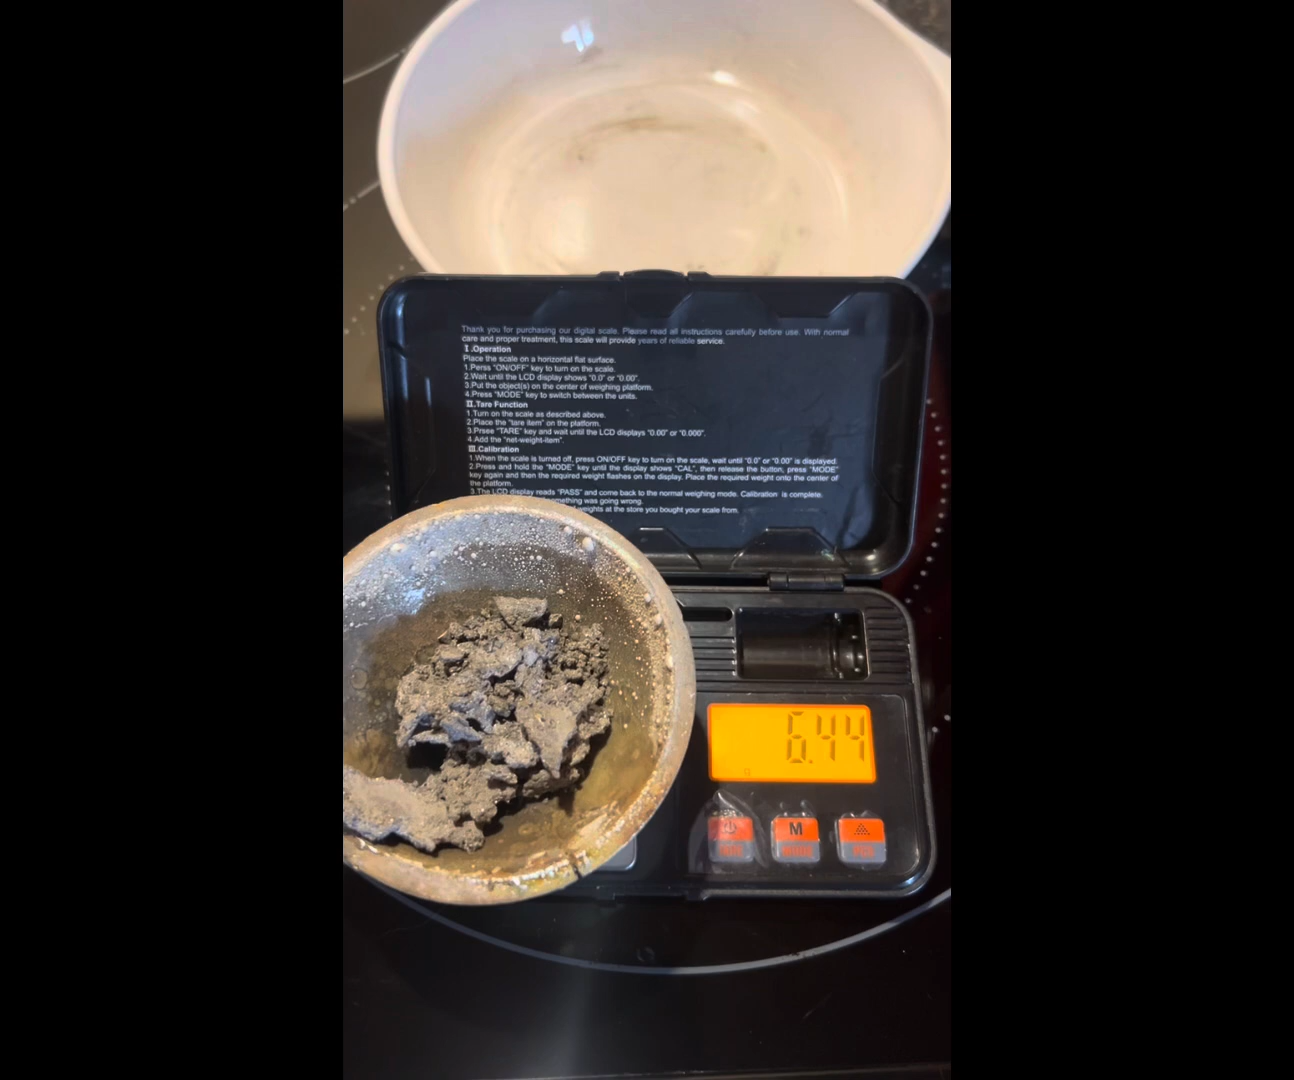 Thank you for purchasing our digital scale. Please read all instructions carefully before use. With normal
care and proper treatment, this scale will provide years of reliable service.
I.Operation
Place the scale on a horizontal flat surface.
1.Perss "ON/OFF" key to turn on the scale.
2.Wait until the LCD display shows "0.0" or "0.00".
3.Put the object(s) on the center of weighing platform.
4.Press "MODE" key to switch between the units.
II.Tare Function
1.Turn on the scale as described above.
2.Place the "tare item" on the platform.
3.Prsee "TARE" key and wait until the LCD displays "0.00" or "0.000".
4.Add the "net-weight-item".
III.Calibration
1.When the scale is turned off, press ON/OFF key to turn on the scale, wait until "0.0" or "0.00" is displayed.
2.Press and hold the "MODE" key until the display shows "CAL", then release the button, press "MODE"
key again and then the required weight flashes on the display. Place the required weight onto the center of
the platform.
3.The LCD display reads "PASS" and come back to the normal weighing mode. Calibration is complete.
something was going wrong.
weights at the store you bought your scale from.
6.44
g
M
MODE
PCS